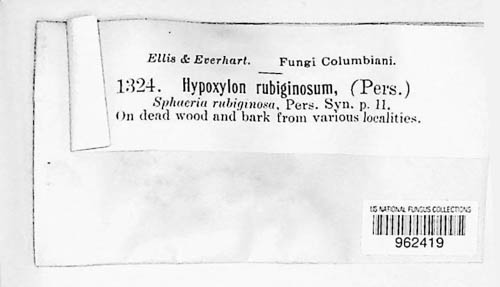 Ellis & Everhart. Fungi Columbiani.
1324. Hypoxylon rubiginosum, (Pers.)
Sphaeria rubiginosa, Pers. Syn. p. 11.
On dead wood and bark from various localities.
US NATIONAL FUNGUS COLLECTIONS
962419